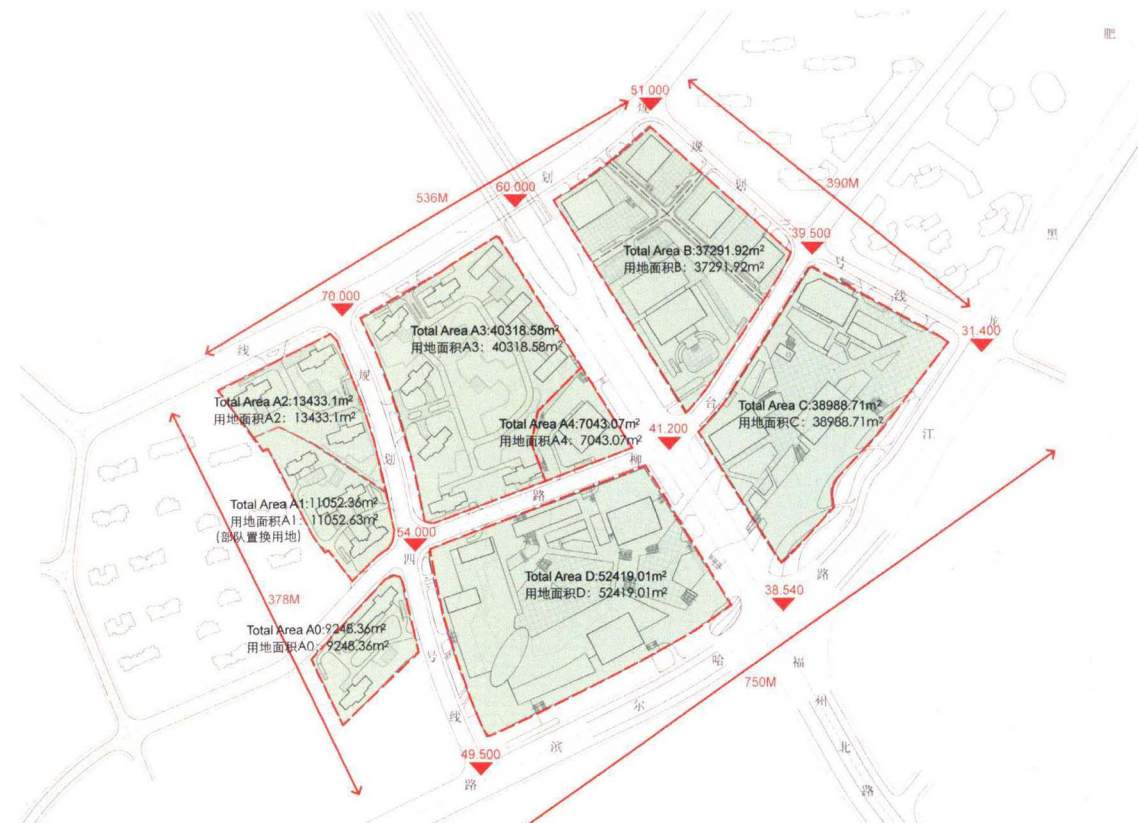 肥
51.000
规
划
规
划
60.000
536M
390M
39.500
号
线
黑
龙
31.400
江
路
Total Area B:37291.92m²
用地面积B：37291.92m²
70.000
线
规
划
四
号
线
Total Area A3:40318.58m²
用地面积A3：40318.58m²
Total Area A2:13433.1m²
用地面积A2：13433.1m²
Total Area A4:7043.07m²
用地面积A4：7043.07m²
台
柳
路
41.200
Total Area C:38988.71m²
用地面积C：38988.71m²
Total Area A1:11052.36m²
用地面积A1：11052.63m²
(部队置换用地)
54.000
Total Area D:52419.01m²
用地面积D：52419.01m²
38.540
378M
Total Area A0:9248.36m²
用地面积A0：9248.36m²
750M
49.500
哈
尔
滨
路
福
州
北
路